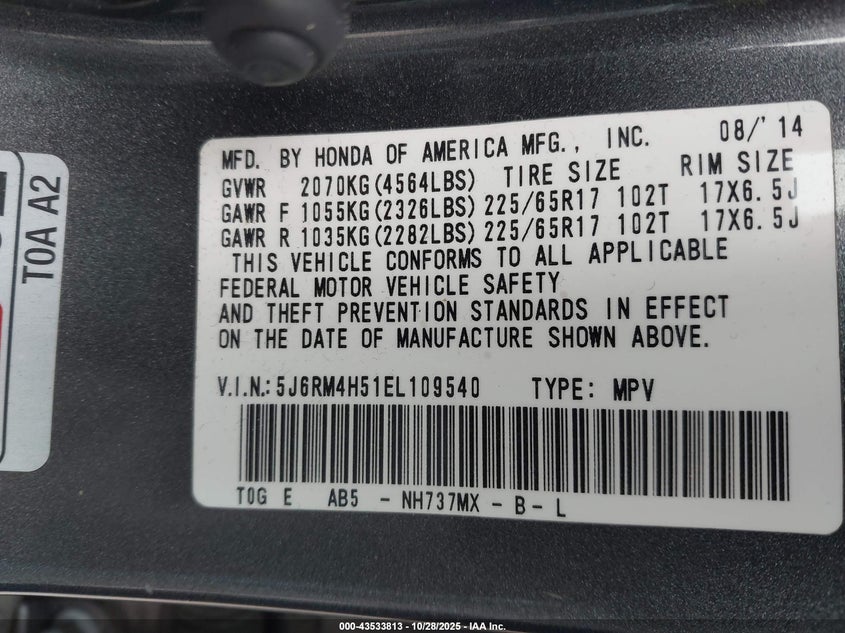 MFD. BY HONDA OF AMERICA MFG., INC. 08/'14
GVWR 2070KG(4564LBS) TIRE SIZE RIM SIZE
GAWR F 1055KG(2326LBS) 225/65R17 102T 17X6.5J
GAWR R 1035KG(2282LBS) 225/65R17 102T 17X6.5J
THIS VEHICLE CONFORMS TO ALL APPLICABLE
FEDERAL MOTOR VEHICLE SAFETY
AND THEFT PREVENTION STANDARDS IN EFFECT
ON THE DATE OF MANUFACTURE SHOWN ABOVE.
V.I.N.: 5J6RM4H51EL109540 TYPE: MPV
T0G E AB5 - NH737MX - B - L
T0A A2
000-43533813 - 10/28/2025 - IAA Inc.